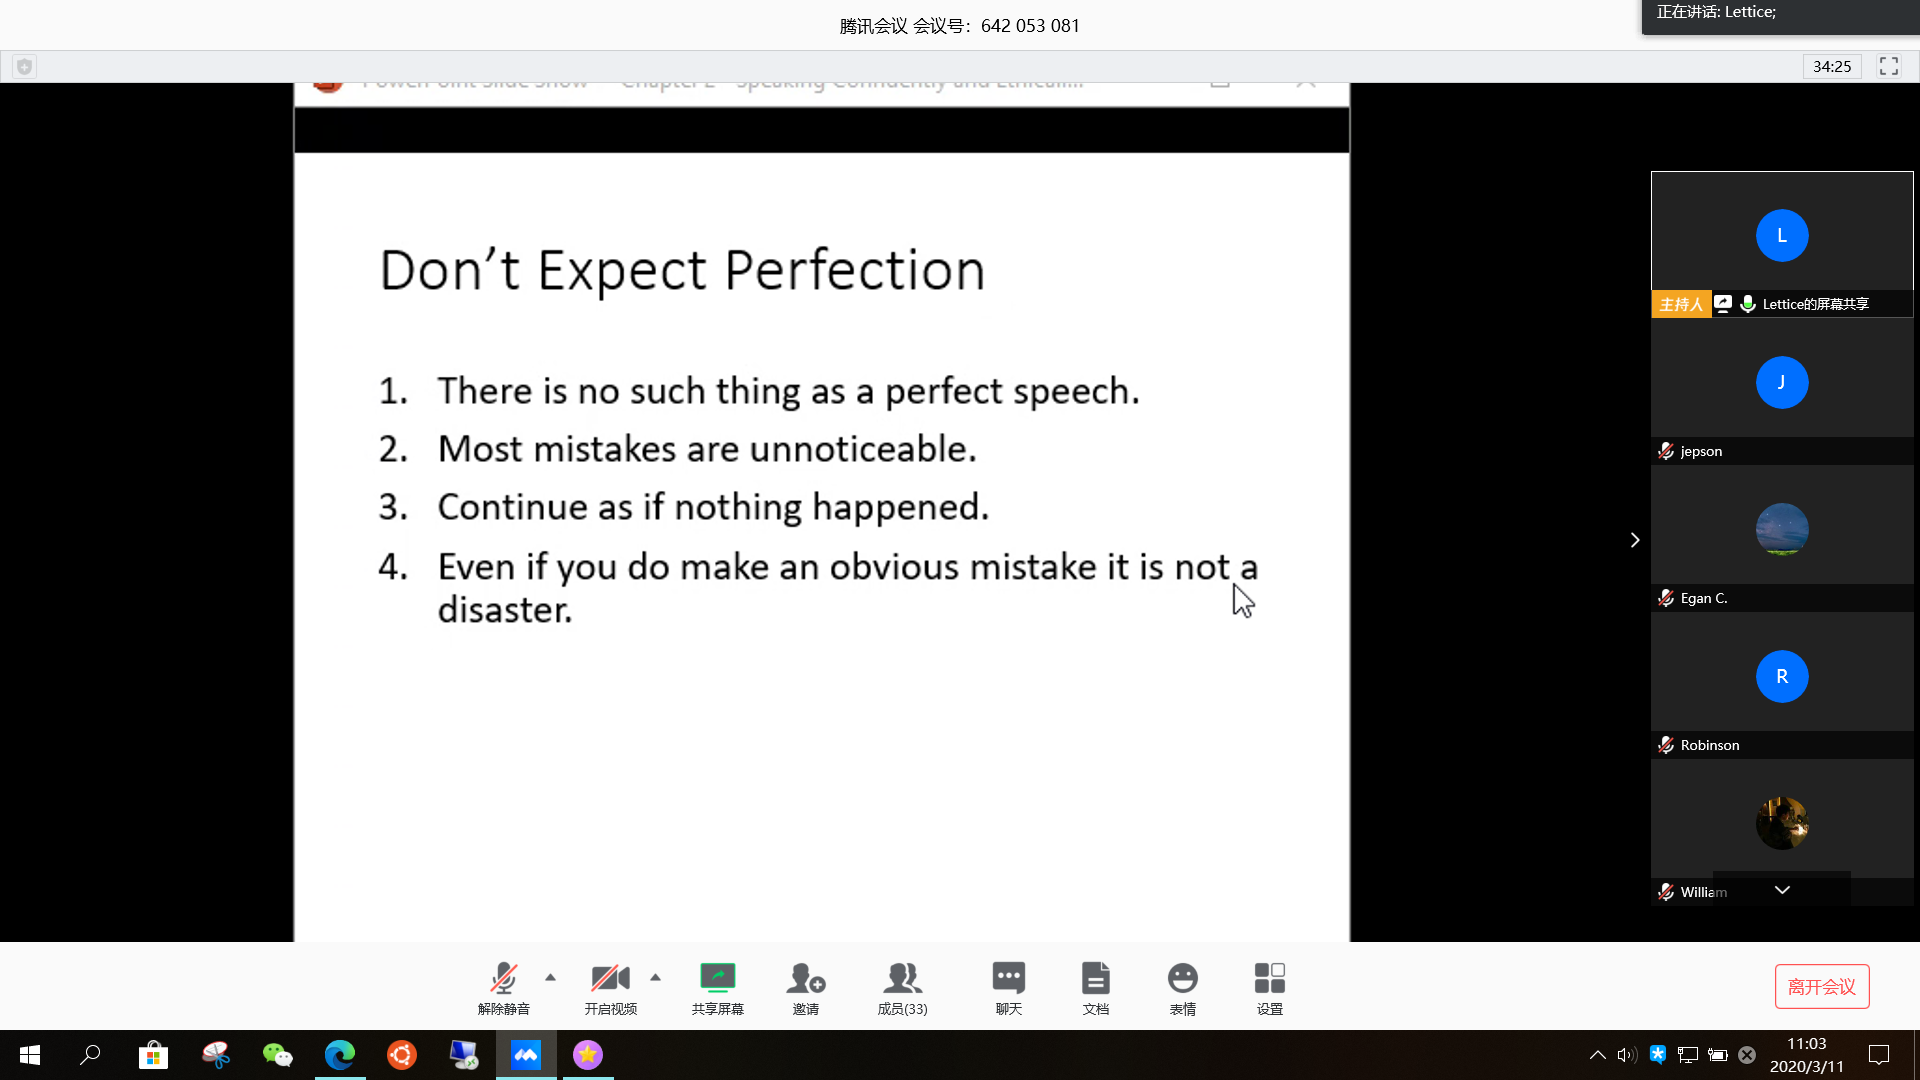 腾讯会议 会议号：642 053 081
正在讲话: Lettice;
34:25
PowerPoint Slide Show - Chapter 2 - Speaking Confidently and Ethicall...
Don’t Expect Perfection
1. There is no such thing as a perfect speech.
2. Most mistakes are unnoticeable.
3. Continue as if nothing happened.
4. Even if you do make an obvious mistake it is not a
disaster.
L
主持人 Lettice的屏幕共享
J
jepson
Egan C.
R
Robinson
William
解除静音
开启视频
共享屏幕
邀请
成员(33)
聊天
文档
表情
设置
离开会议
11:03
2020/3/11